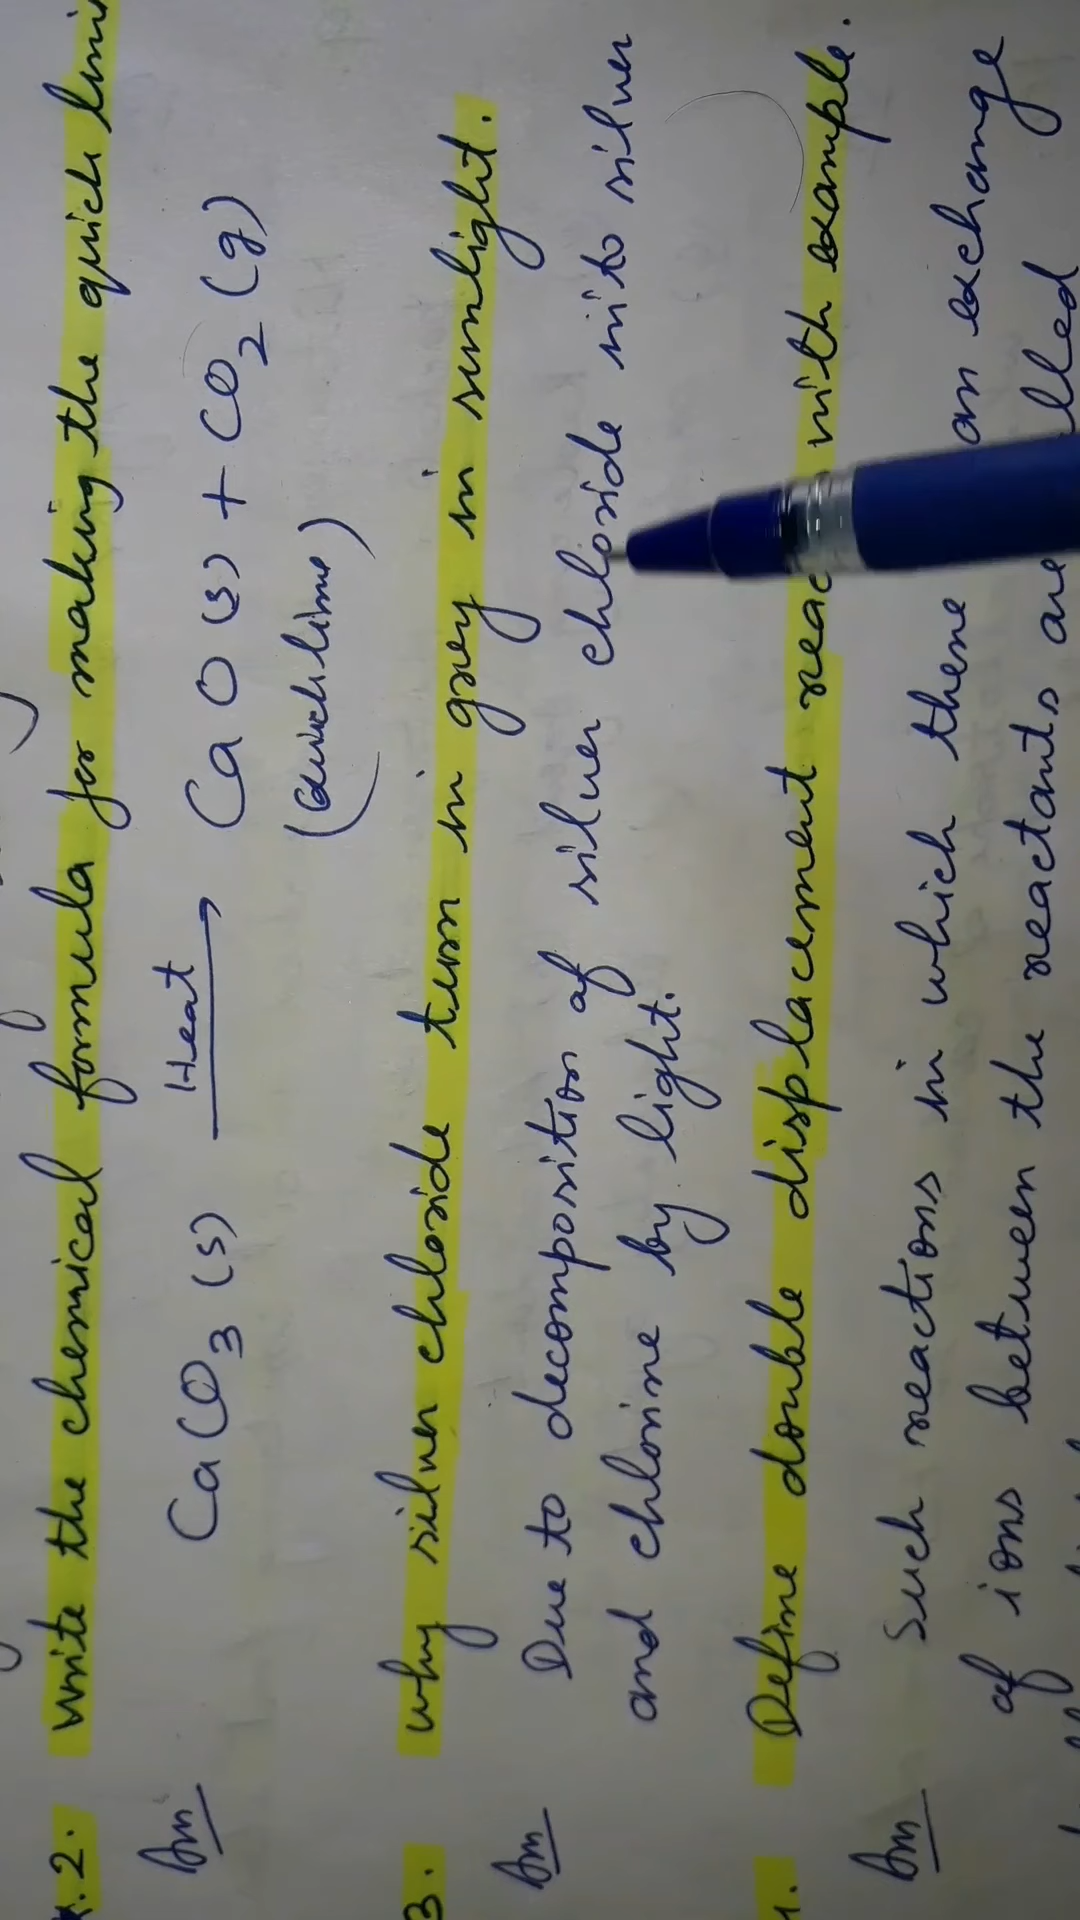 2. Write the chemical formula for making the quick
Ans
Heat
CaCO3 (s) → CaO (s) + CO2 (g)
(Quicklime)
3. why silver chloride turn in grey in sunlight.
Ans Due to decomposition of silver chloride into silver
and chlorine by light.
Define double displacement with example.
Ans Such reactions in which there an exchange
of ions between the reactants are